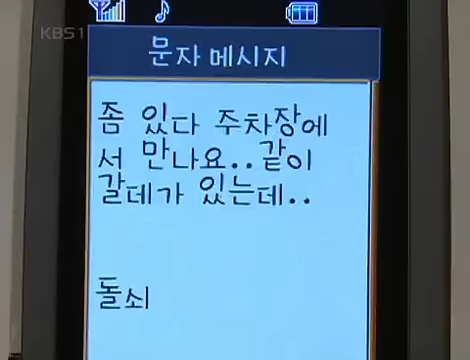 KBS1
문자 메시지
좀 있다 주차장에
서 만나요..같이
갈데가 있는데..
돌쇠